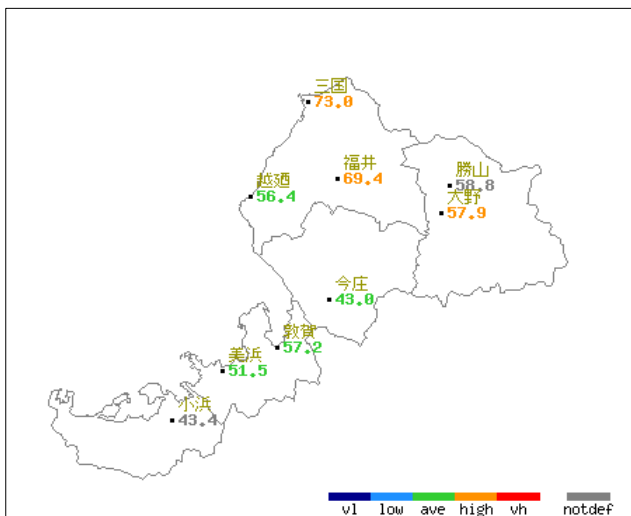 三国
73.0
福井
69.4
勝山
58.8
越廼
56.4
大野
57.9
今庄
43.0
敦賀
57.2
美浜
51.5
小浜
43.4
vl low ave high vh notdef